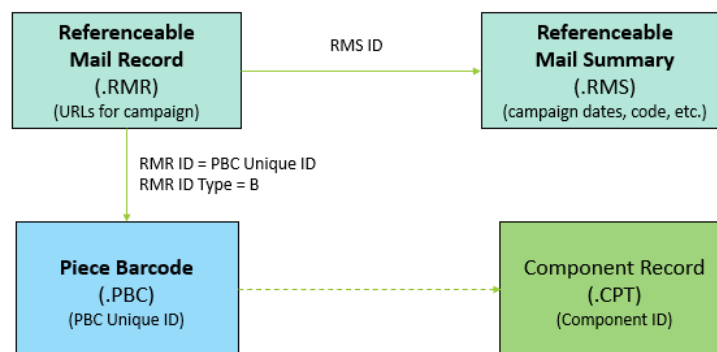 Referenceable
Mail Record
(.RMR)
(URLs for campaign)
RMS ID
Referenceable
Mail Summary
(.RMS)
(campaign dates, code, etc.)
RMR ID = PBC Unique ID
RMR ID Type = B
Piece Barcode
(.PBC)
(PBC Unique ID)
Component Record
(.CPT)
(Component ID)